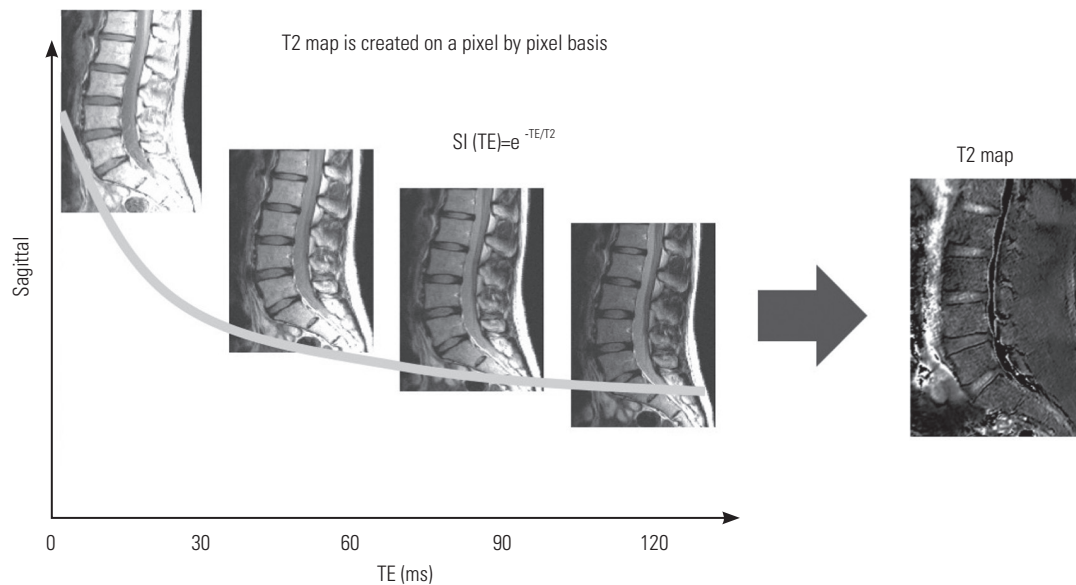 T2 map is created on a pixel by pixel basis
SI (TE)=e -TE/T2
T2 map
Sagittal
0 30 60 90 120
TE (ms)